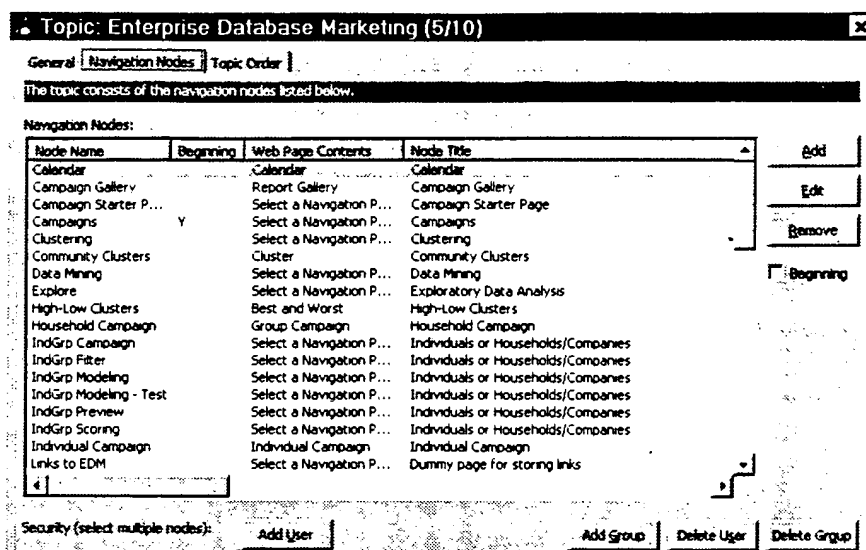 Topic: Enterprise Database Marketing (5/10)
General Navigation Nodes Topic Order
The topic consists of the navigation nodes listed below.
Navigation Nodes:
Node Name Beginning Web Page Contents Node Title
Calendar Calendar Calendar
Campaign Gallery Report Gallery Campaign Gallery
Campaign Starter P... Select a Navigation P... Campaign Starter Page
Campaigns Y Select a Navigation P... Campaigns
Clustering Select a Navigation P... Clustering
Community Clusters Cluster Community Clusters
Data Mining Select a Navigation P... Data Mining
Explore Select a Navigation P... Exploratory Data Analysis
High-Low Clusters Best and Worst High-Low Clusters
Household Campaign Group Campaign Household Campaign
IndGrp Campaign Select a Navigation P... Individuals or Households/Companies
IndGrp Filter Select a Navigation P... Individuals or Households/Companies
IndGrp Modeling Select a Navigation P... Individuals or Households/Companies
IndGrp Modeling - Test Select a Navigation P... Individuals or Households/Companies
IndGrp Preview Select a Navigation P... Individuals or Households/Companies
IndGrp Scoring Select a Navigation P... Individuals or Households/Companies
Individual Campaign Individual Campaign Individual Campaign
Links to EDM Select a Navigation P... Dummy page for storing links
Add
Edit
Remove
Beginning
Security (select multiple nodes): Add User Add Group Delete User Delete Group